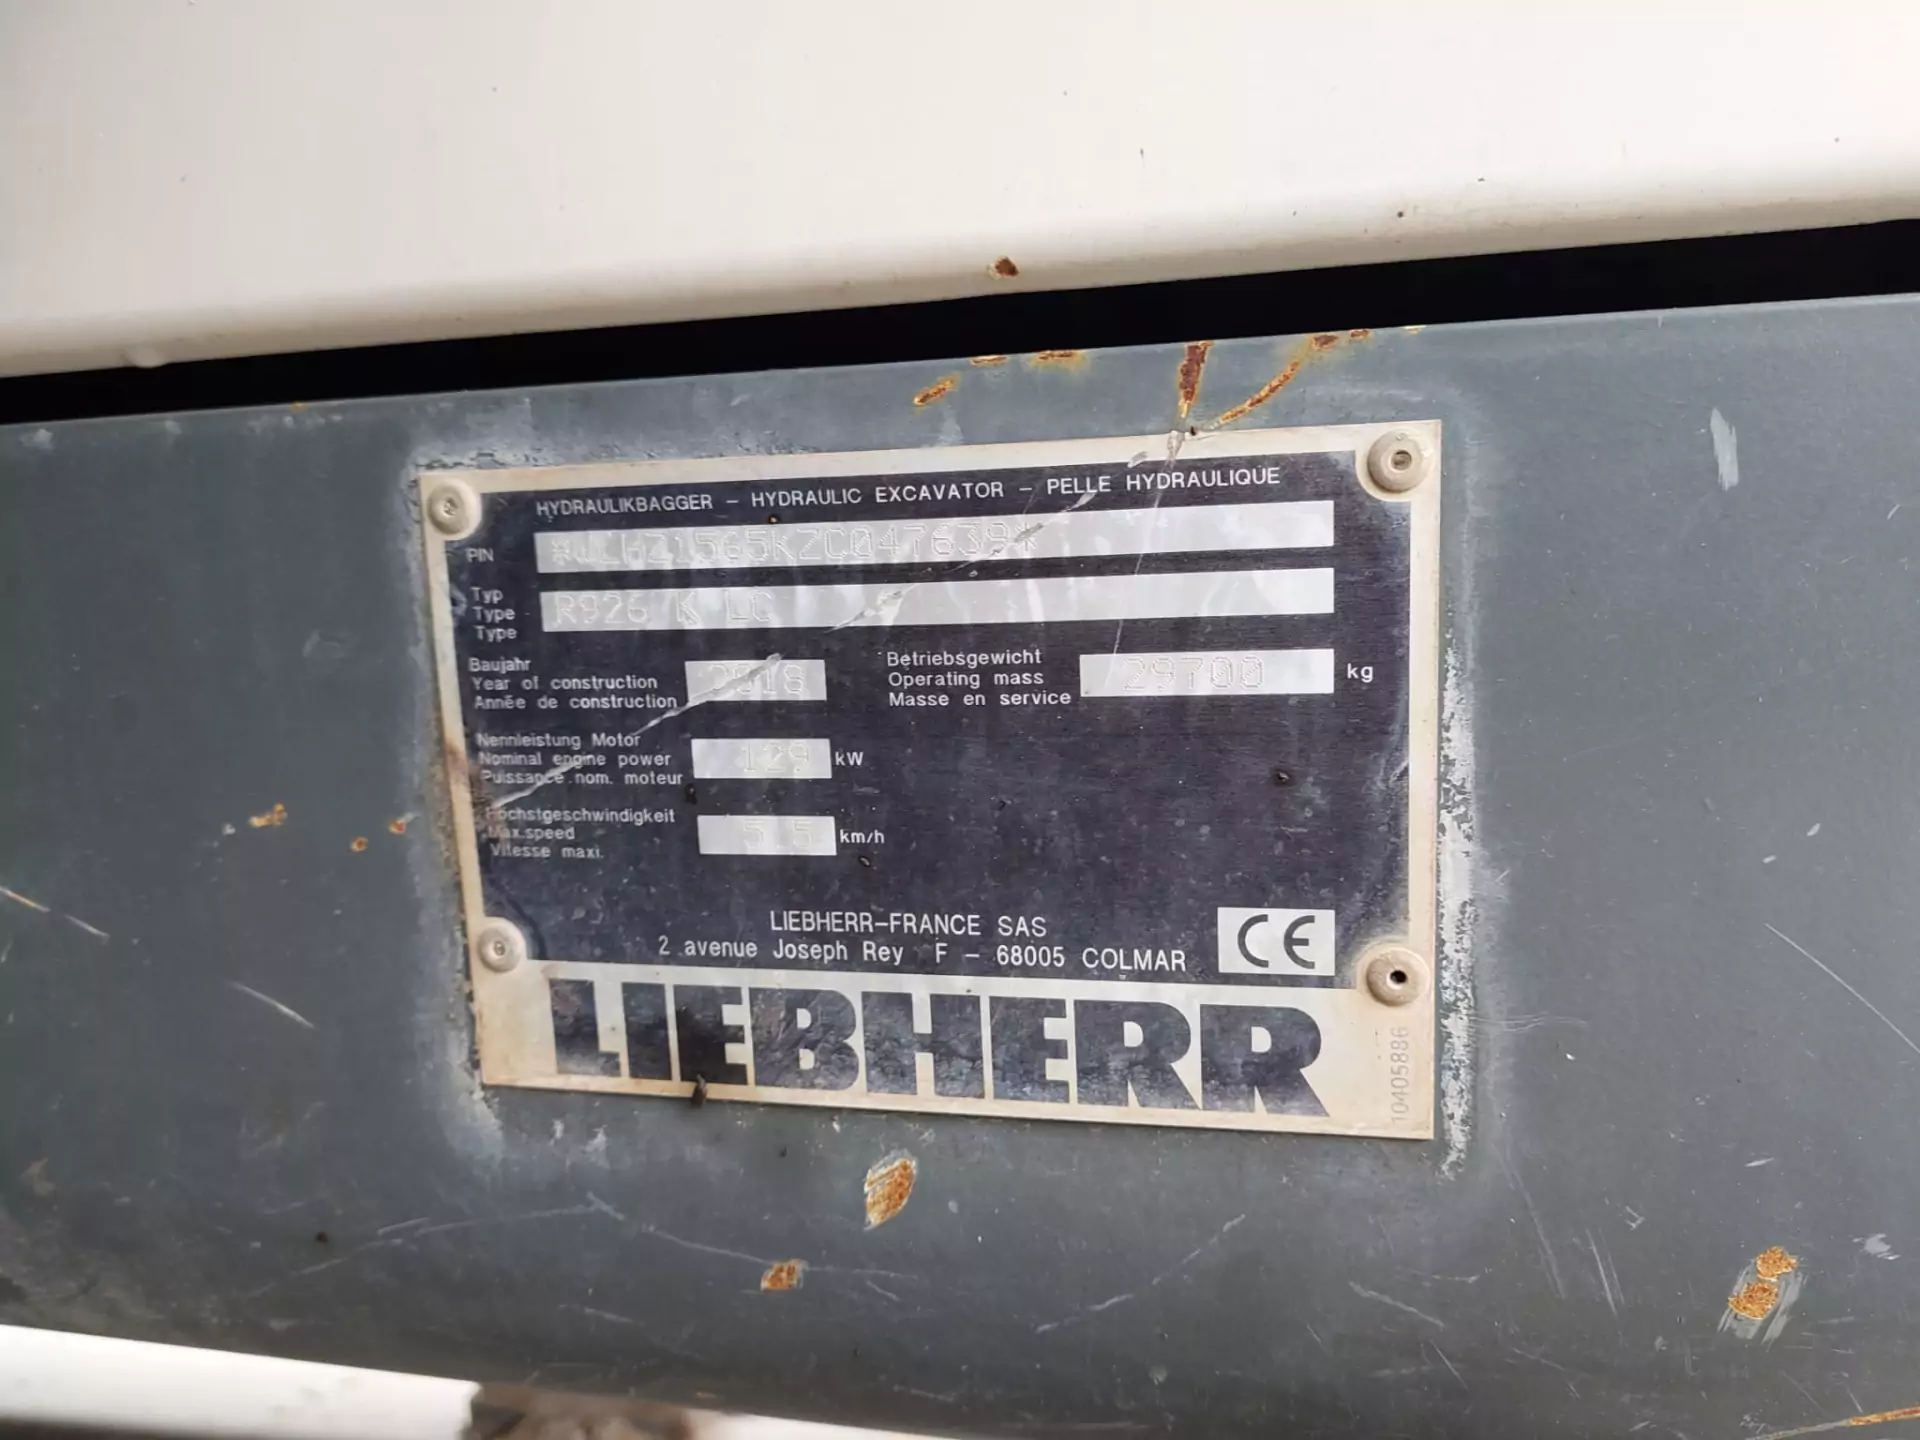 HYDRAULIKBAGGER – HYDRAULIC EXCAVATOR – PELLE HYDRAULIQUE
PIN
Typ
Type
Type
R926 K LC
Baujahr
Year of construction
Année de construction
2018
Betriebsgewicht
Operating mass
Masse en service
29700 kg
Nennleistung Motor
Nominal engine power
Puissance nom. moteur
129 kW
Höchstgeschwindigkeit
Max.speed
Vitesse maxi.
5.5 km/h
LIEBHERR-FRANCE SAS
2 avenue Joseph Rey F – 68005 COLMAR
CE
LIEBHERR
10405886